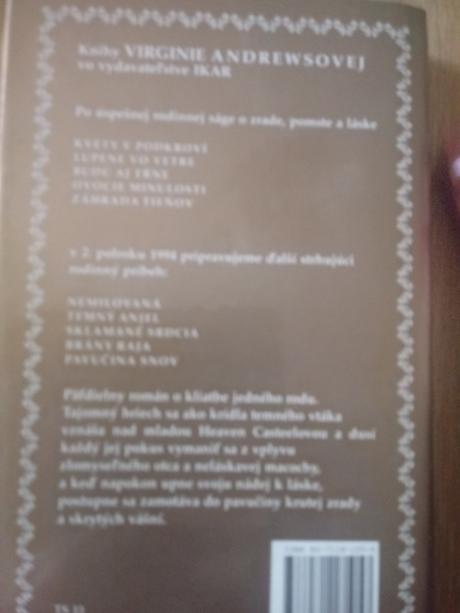 Knihy VIRGINIE ANDREWSOVEJ
vo vydavateľstve IKAR
Po úspešnej rodinnej ságe o zrade, pomste a láske
KVETY V PODKROVÍ
LUPENE VO VETRE
BUDÚ AJ TŔNE
OVOCIE MINULOSTI
ZÁHRADA TIEŇOV
v 2. polroku 1994 pripravujeme ďalší strhujúci
rodinný príbeh:
NEMILOVANÁ
TEMNÝ ANJEL
SKLAMANÉ SRDCIA
BRÁNY RAJA
PAVUČINA SNOV
Päťdielny román o kliatbe jedného rodu.
Tajomný hriech sa ako krídla temného vtáka
vznáša nad mladou Heaven Casteelovou a dusí
každý jej pokus vymaniť sa z vplyvu
zlomyseľného otca a neláskavej macochy,
a keď napokon upne svoju nádej k láske,
postupne sa zamotáva do pavučiny krutej zrady
a skrytých vášní.
TS 33